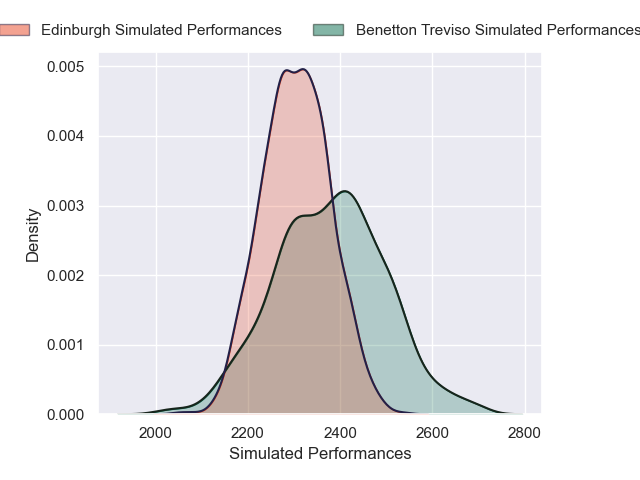 Edinburgh Simulated Performances
Benetton Treviso Simulated Performances
0.005
0.004
0.003
0.002
0.001
0.000
Density
2000
2200
2400
2600
2800
Simulated Performances